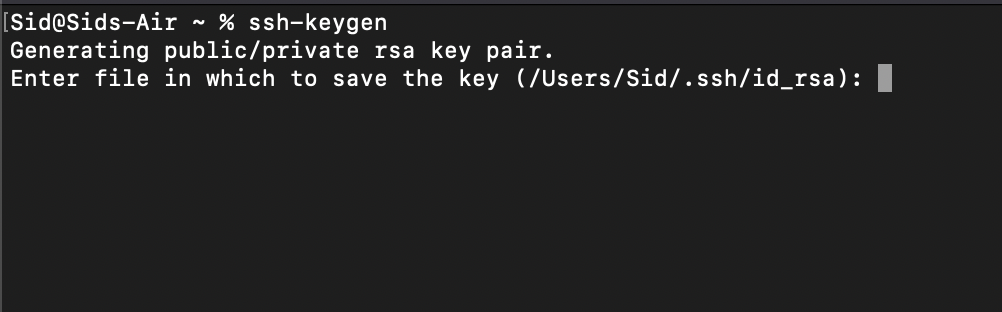 [Sid@Sids-Air ~ % ssh-keygen
Generating public/private rsa key pair.
Enter file in which to save the key (/Users/Sid/.ssh/id_rsa):